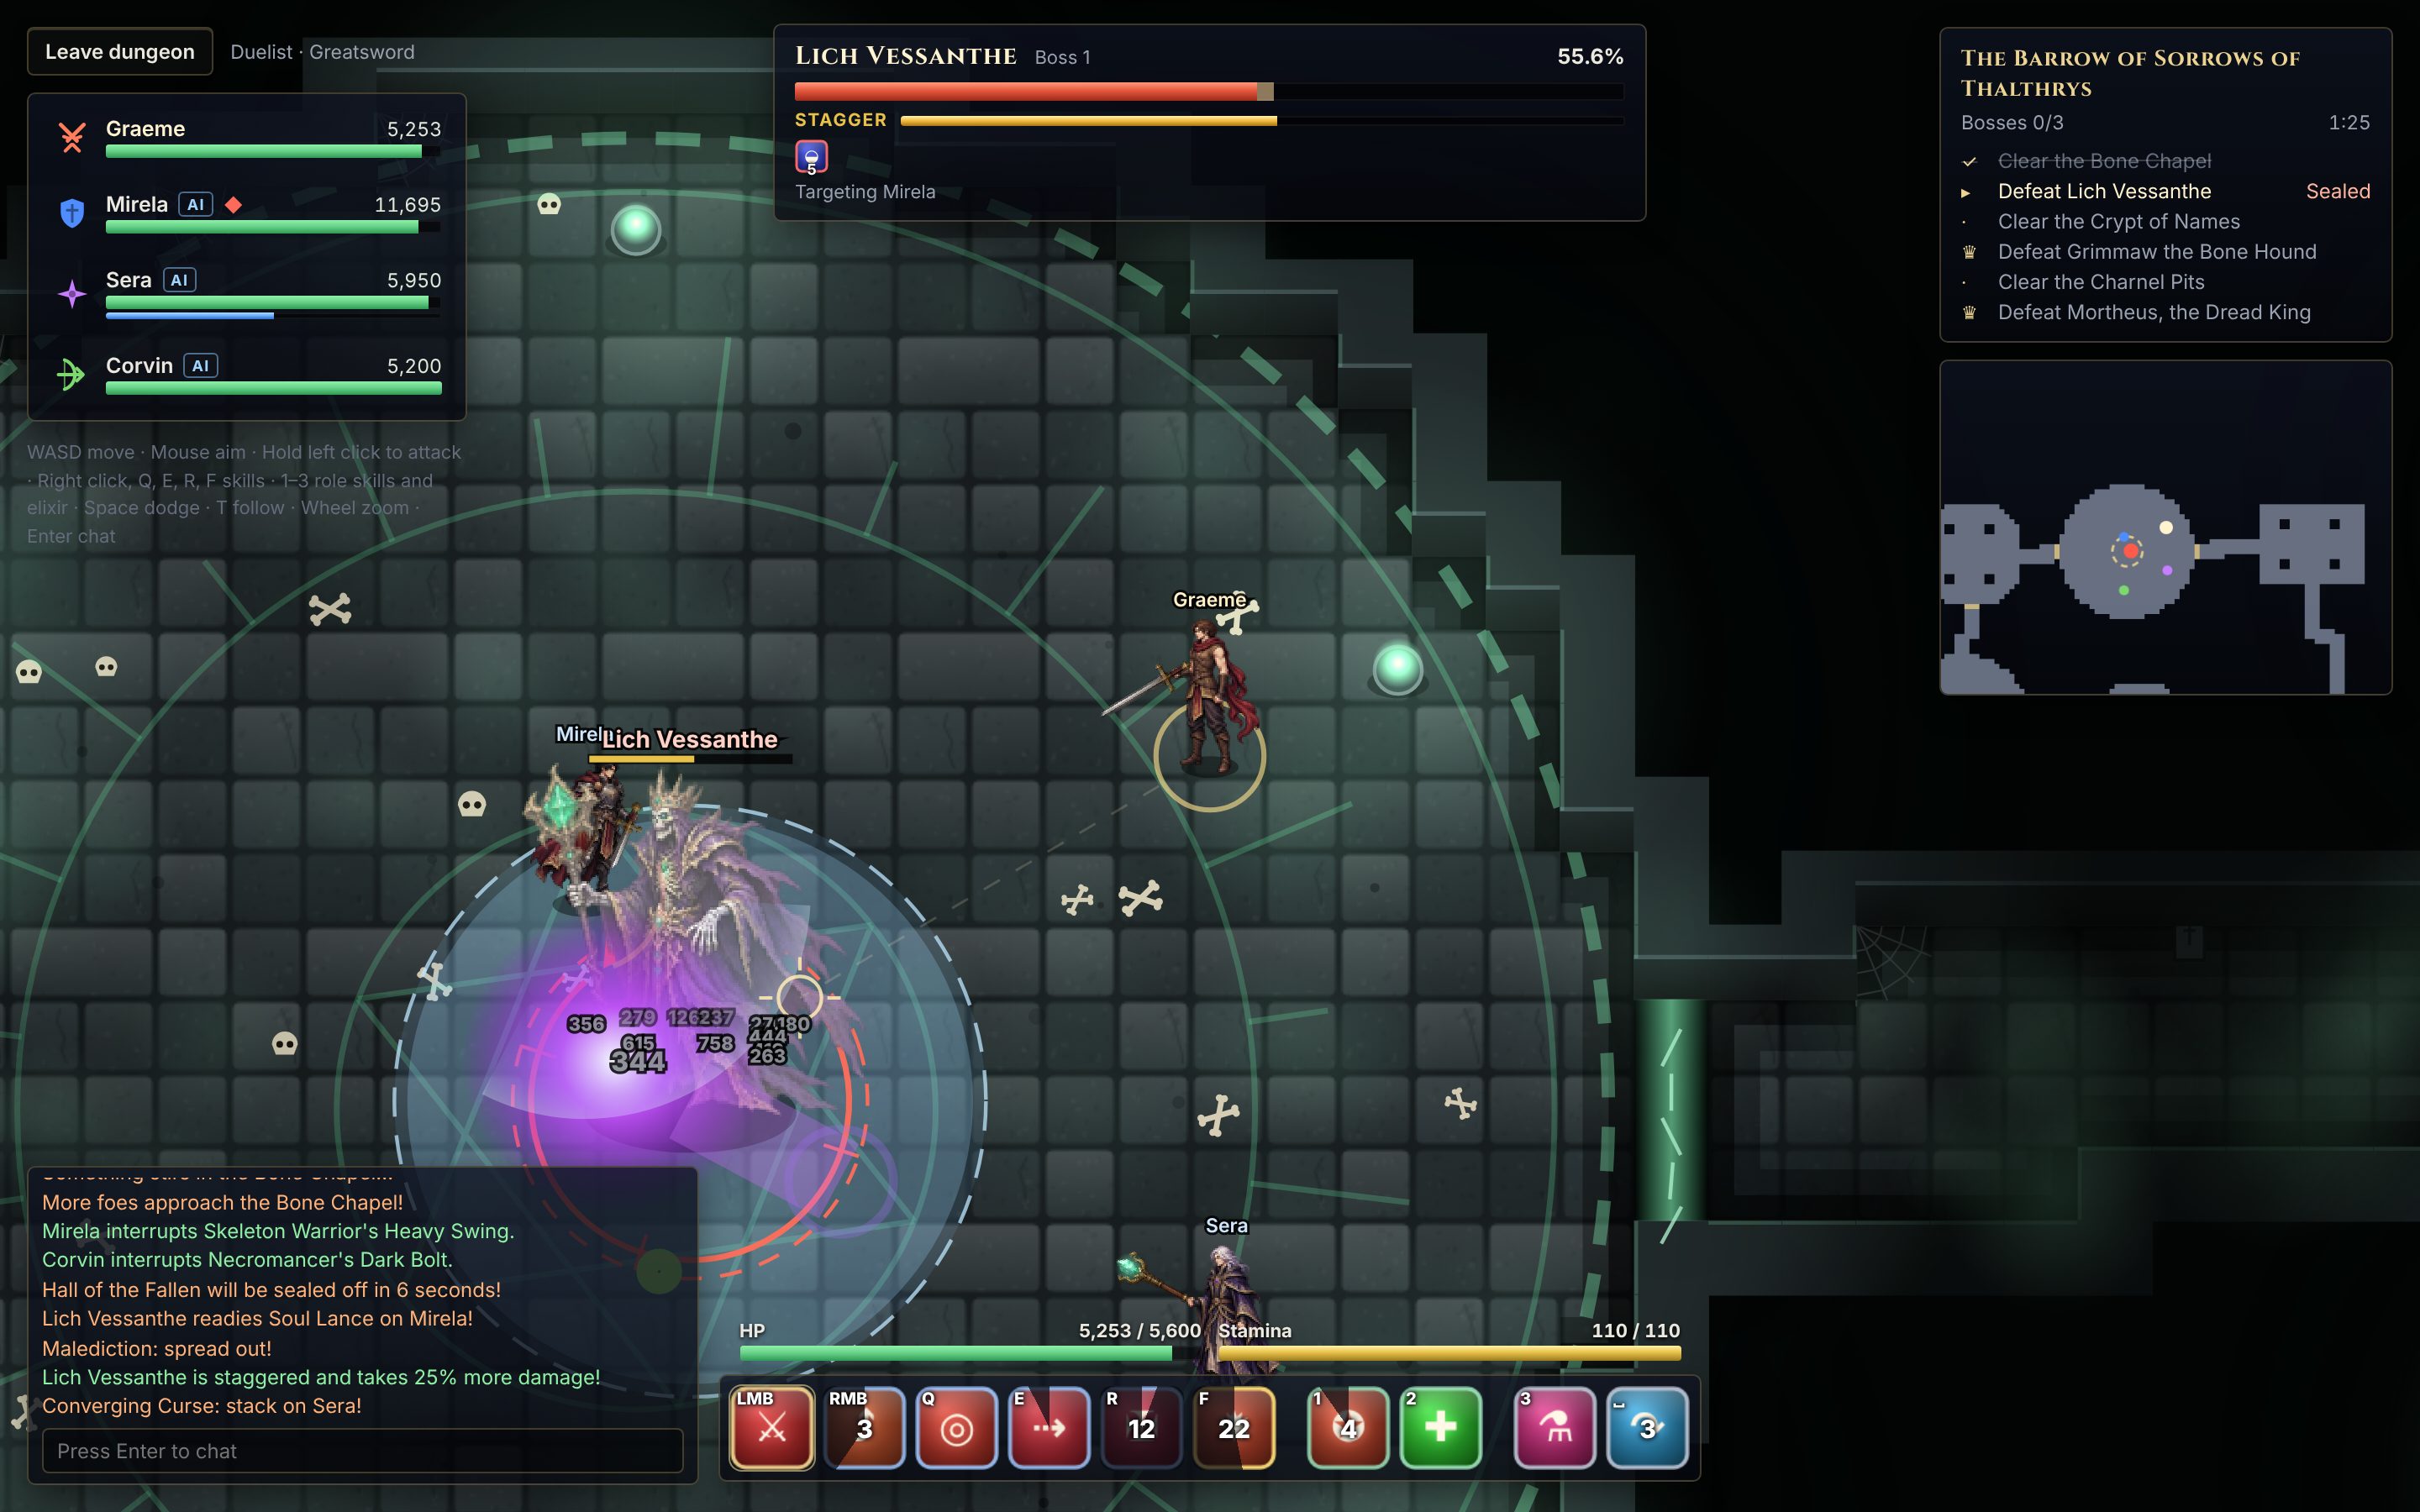 Leave dungeon
Duelist · Greatsword
Graeme 5,253
Mirela AI 11,695
Sera AI 5,950
Corvin AI 5,200
WASD move · Mouse aim · Hold left click to attack
· Right click, Q, E, R, F skills · 1–3 role skills and
elixir · Space dodge · T follow · Wheel zoom ·
Enter chat
LICH VESSANTHE Boss 1 55.6%
STAGGER
5
Targeting Mirela
THE BARROW OF SORROWS OF
THALTHRYS
Bosses 0/3 1:25
Clear the Bone Chapel
Defeat Lich Vessanthe Sealed
Clear the Crypt of Names
Defeat Grimmaw the Bone Hound
Clear the Charnel Pits
Defeat Mortheus, the Dread King
Graeme
Mirela
Lich Vessanthe
356 279 126 237
615 758 444
344 263
Sera
More foes approach the Bone Chapel!
Mirela interrupts Skeleton Warrior's Heavy Swing.
Corvin interrupts Necromancer's Dark Bolt.
Hall of the Fallen will be sealed off in 6 seconds!
Lich Vessanthe readies Soul Lance on Mirela!
Malediction: spread out!
Lich Vessanthe is staggered and takes 25% more damage!
Converging Curse: stack on Sera!
Press Enter to chat
HP 5,253 / 5,600 Stamina 110 / 110
LMB RMB Q E R F 1 2 3
3 12 22 4 3